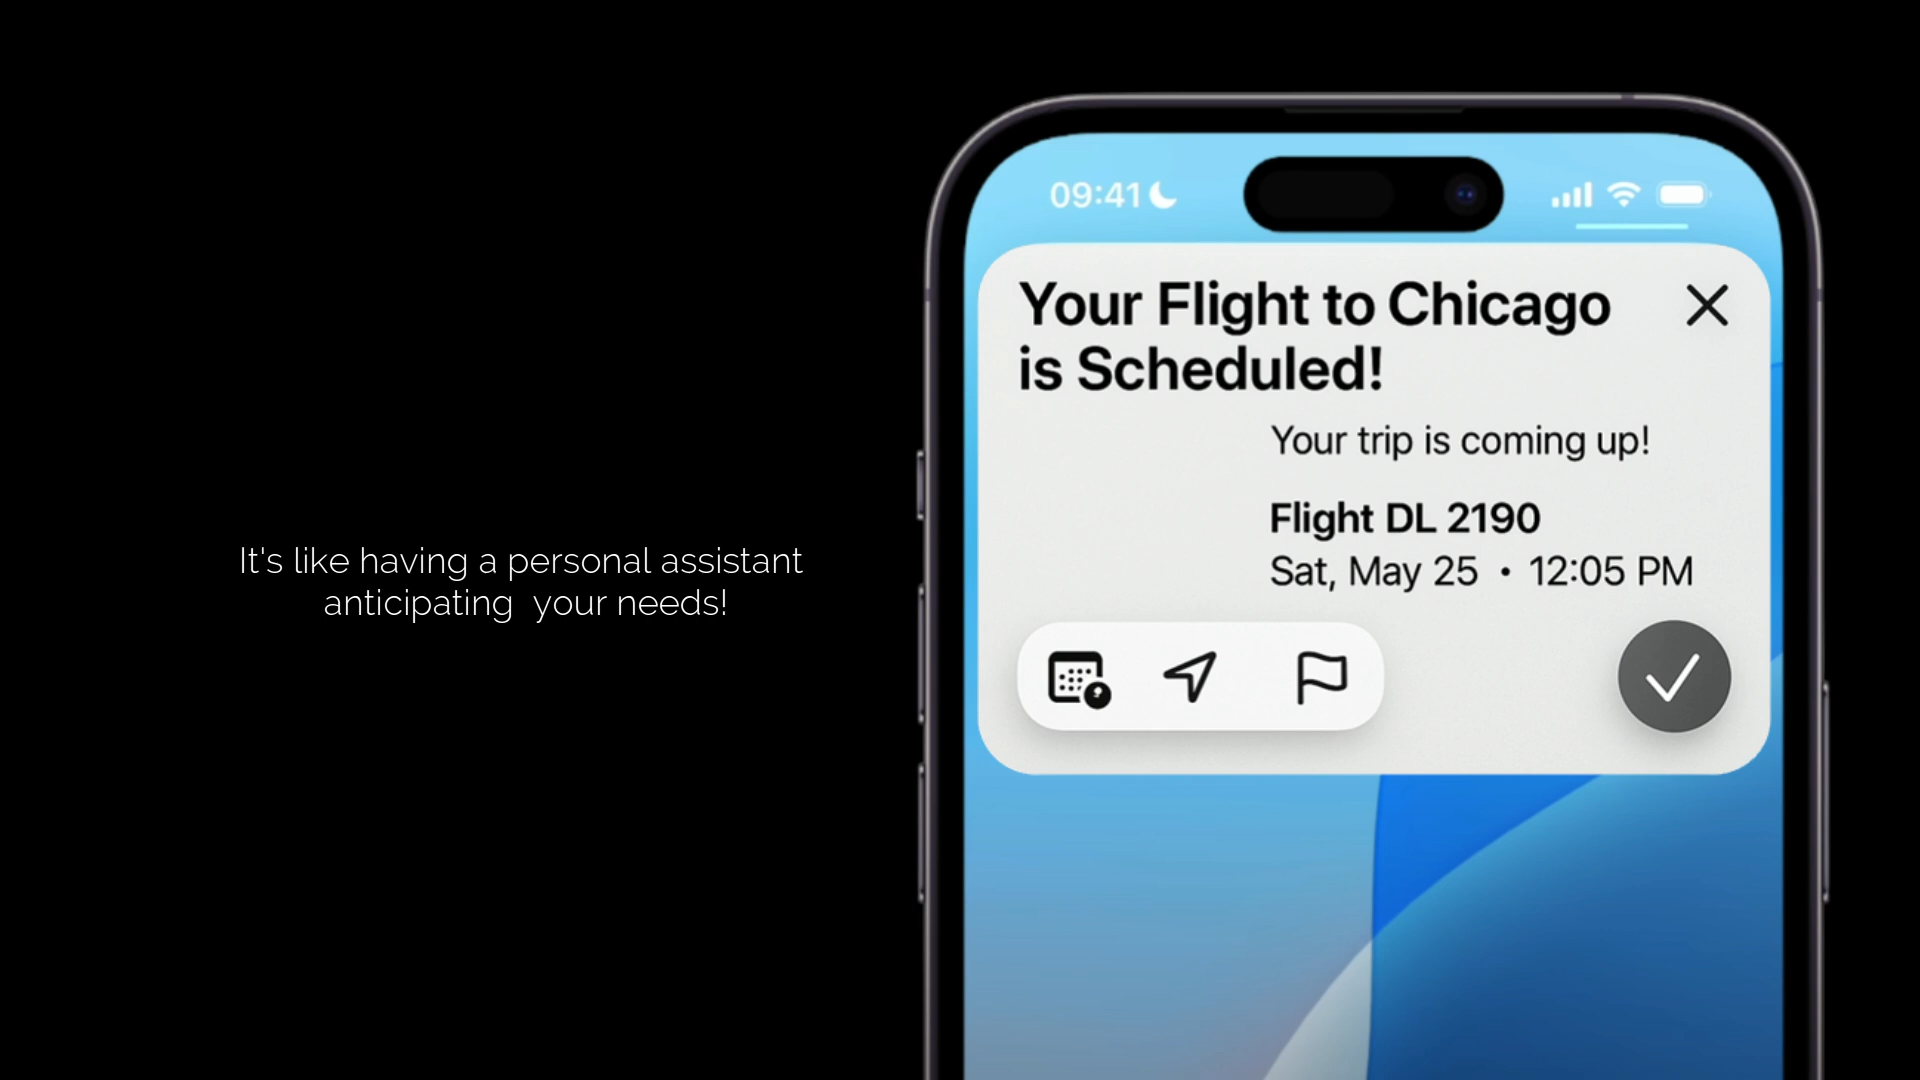 It's like having a personal assistant
anticipating  your needs!
09:41
Your Flight to Chicago
is Scheduled!
Your trip is coming up!
Flight DL 2190
Sat, May 25 • 12:05 PM